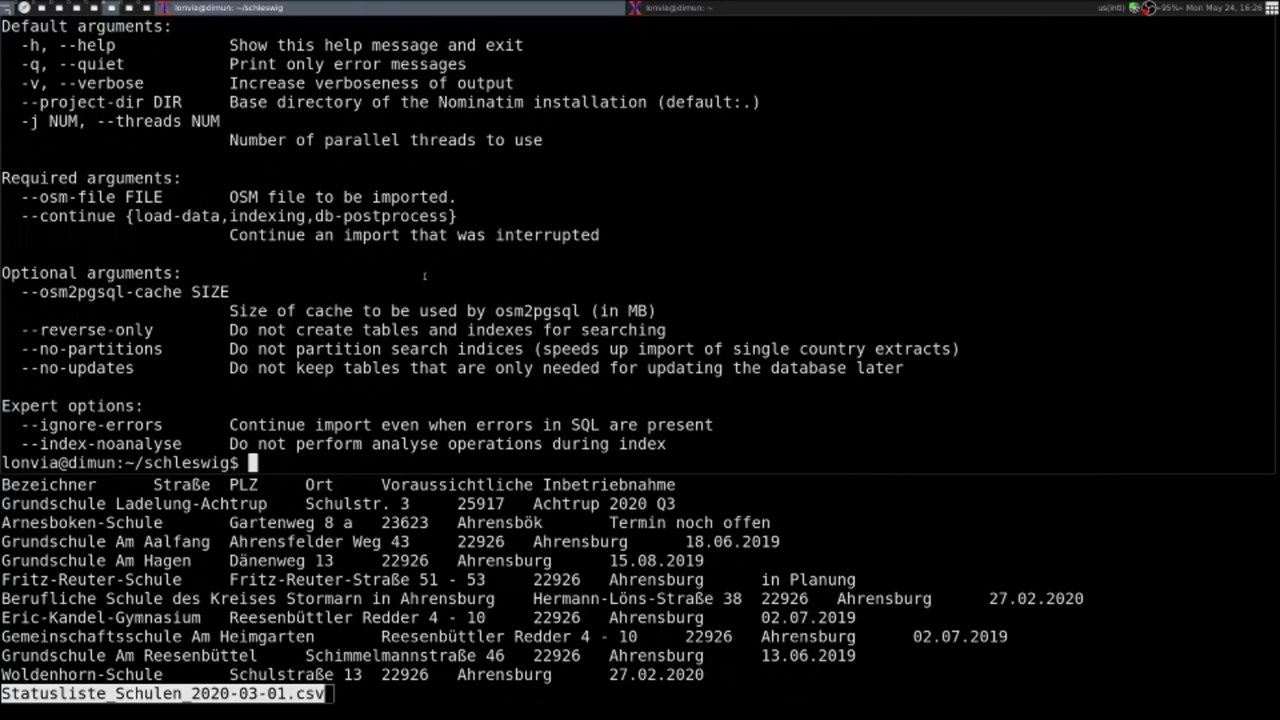 lonvia@dimun: ~/schleswig lonvia@dimun: ~ us(intl) ~95%~ Mon May 24, 16:26
Default arguments:
-h, --help Show this help message and exit
-q, --quiet Print only error messages
-v, --verbose Increase verboseness of output
--project-dir DIR Base directory of the Nominatim installation (default:.)
-j NUM, --threads NUM
Number of parallel threads to use
Required arguments:
--osm-file FILE OSM file to be imported.
--continue {load-data,indexing,db-postprocess}
Continue an import that was interrupted
Optional arguments:
--osm2pgsql-cache SIZE
Size of cache to be used by osm2pgsql (in MB)
--reverse-only Do not create tables and indexes for searching
--no-partitions Do not partition search indices (speeds up import of single country extracts)
--no-updates Do not keep tables that are only needed for updating the database later
Expert options:
--ignore-errors Continue import even when errors in SQL are present
--index-noanalyse Do not perform analyse operations during index
lonvia@dimun:~/schleswig$
Bezeichner Straße PLZ Ort Voraussichtliche Inbetriebnahme
Grundschule Ladelung-Achtrup Schulstr. 3 25917 Achtrup 2020 Q3
Arnesboken-Schule Gartenweg 8 a 23623 Ahrensbök Termin noch offen
Grundschule Am Aalfang Ahrensfelder Weg 43 22926 Ahrensburg 18.06.2019
Grundschule Am Hagen Dänenweg 13 22926 Ahrensburg 15.08.2019
Fritz-Reuter-Schule Fritz-Reuter-Straße 51 - 53 22926 Ahrensburg in Planung
Berufliche Schule des Kreises Stormarn in Ahrensburg Hermann-Löns-Straße 38 22926 Ahrensburg 27.02.2020
Eric-Kandel-Gymnasium Reesenbüttler Redder 4 - 10 22926 Ahrensburg 02.07.2019
Gemeinschaftsschule Am Heimgarten Reesenbüttler Redder 4 - 10 22926 Ahrensburg 02.07.2019
Grundschule Am Reesenbüttel Schimmelmannstraße 46 22926 Ahrensburg 13.06.2019
Woldenhorn-Schule Schulstraße 13 22926 Ahrensburg 27.02.2020
Statusliste_Schulen_2020-03-01.csv